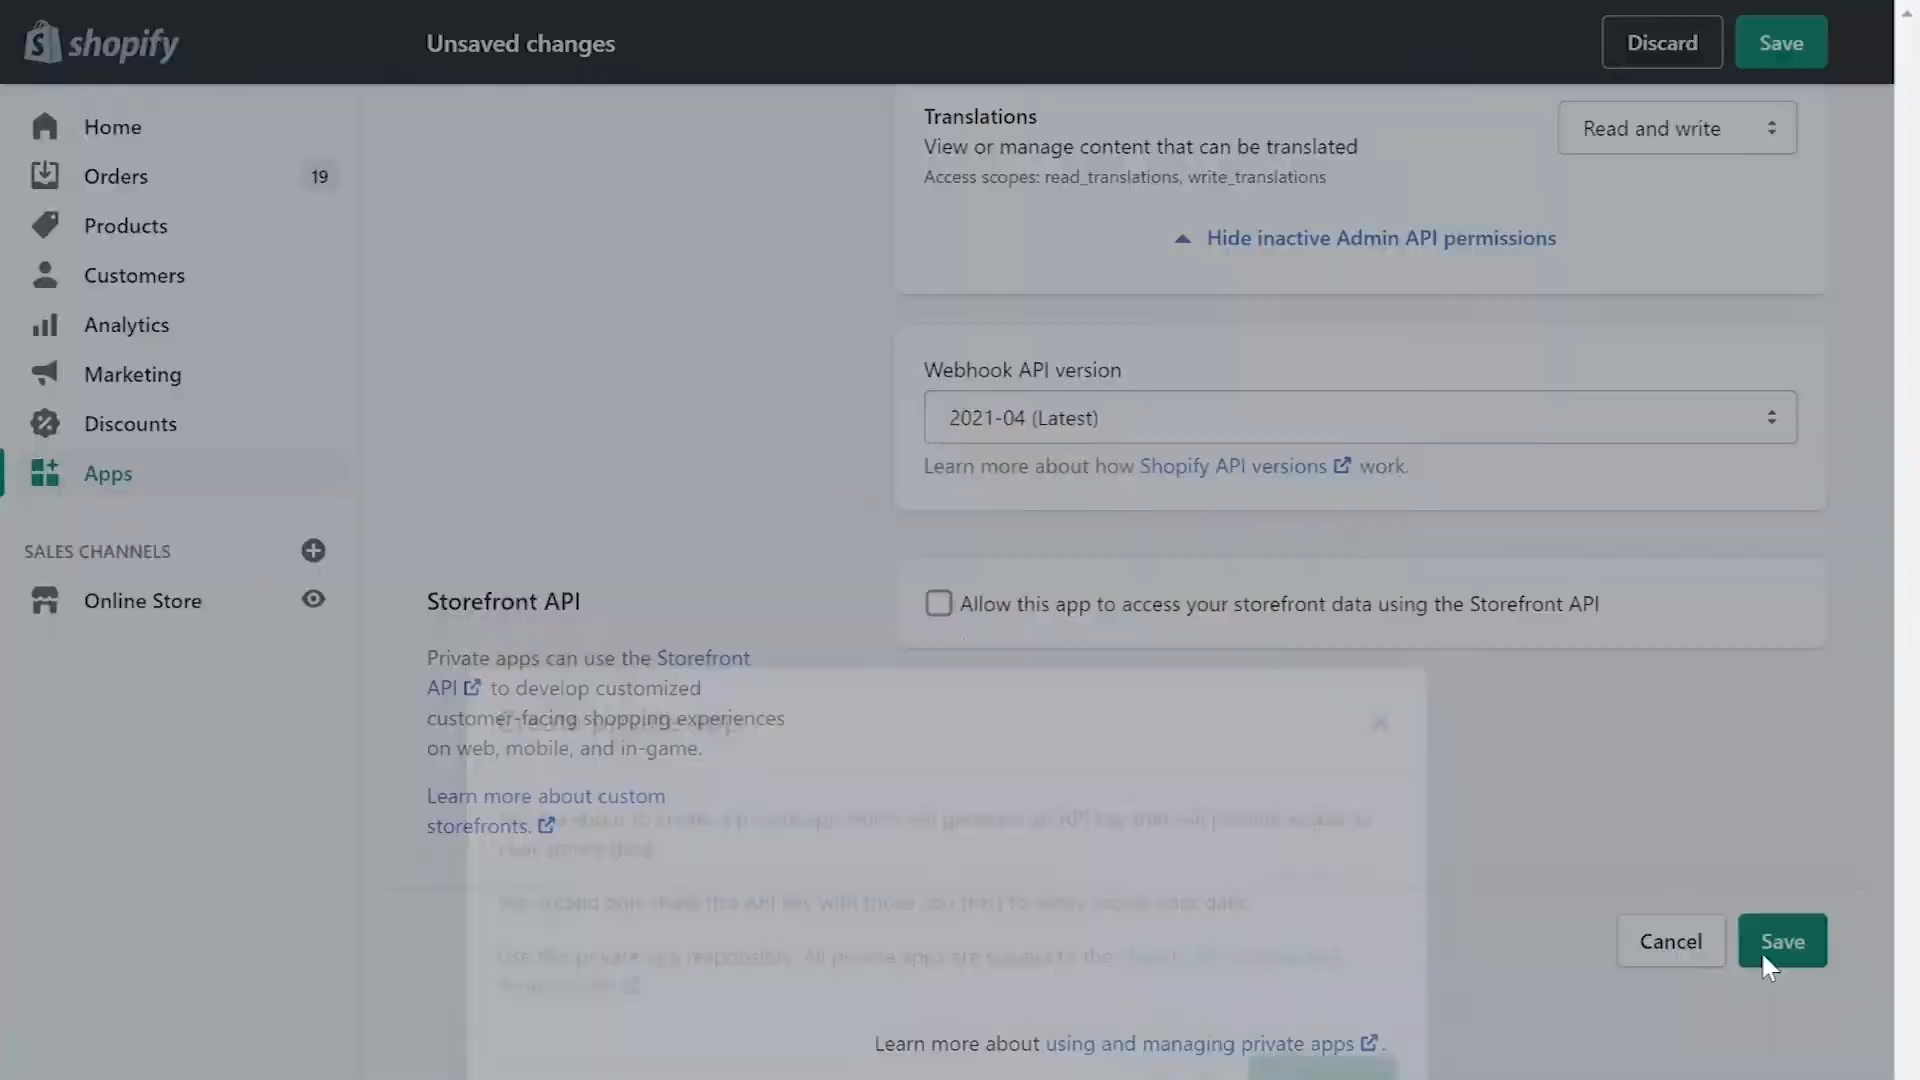 shopify
Unsaved changes
Discard
Save
Home
Orders
19
Products
Customers
Analytics
Marketing
Discounts
Apps
SALES CHANNELS
Online Store
Translations
View or manage content that can be translated
Access scopes: read_translations, write_translations
Read and write
Hide inactive Admin API permissions
Webhook API version
2021-04 (Latest)
Learn more about how Shopify API versions work.
Storefront API
Private apps can use the Storefront
API to develop customized
customer-facing shopping experiences
on web, mobile, and in-game.
Learn more about custom
storefronts.
Allow this app to access your storefront data using the Storefront API
Cancel
Save
Learn more about using and managing private apps.